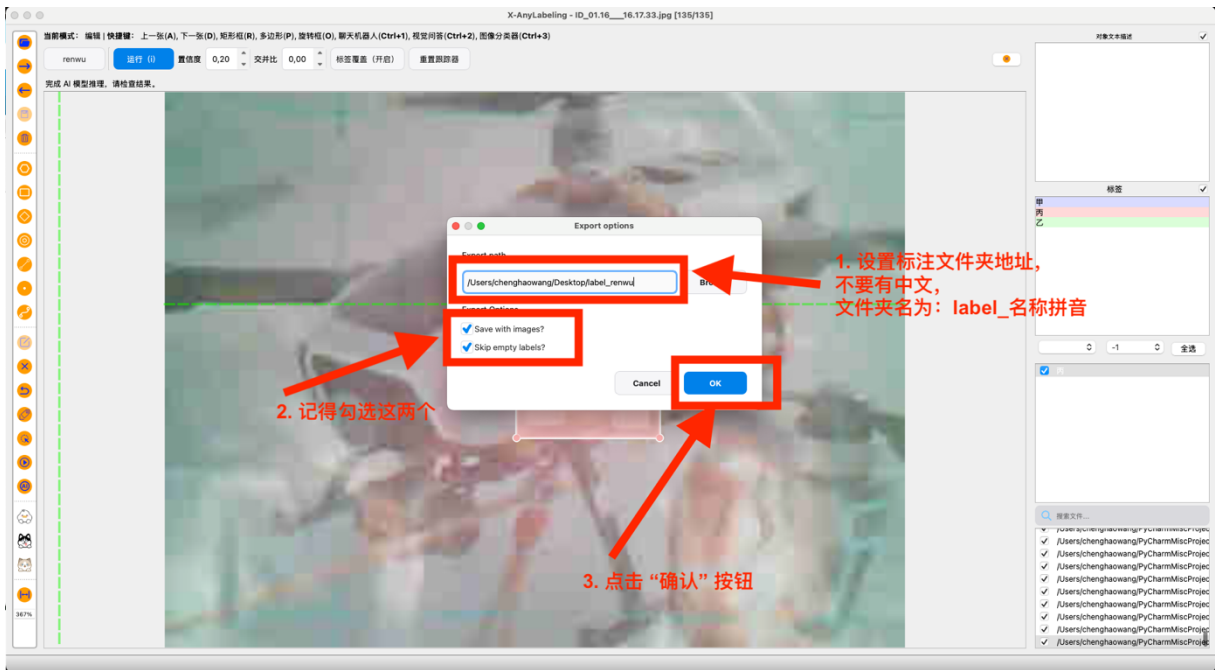 X-AnyLabeling - ID_01.16___16.17.33.jpg [135/135]
当前模式： 编辑 | 快捷键： 上一张(A), 下一张(D), 矩形框(R), 多边形(P), 旋转框(O), 聊天机器人(Ctrl+1), 视觉问答(Ctrl+2), 图像分类器(Ctrl+3)
renwu
运行 (I)
置信度
0,20
交并比
0,00
标签覆盖 (开启)
重置跟踪器
完成 AI 模型推理，请检查结果。
对象文本描述
标签
甲
丙
乙
Export options
Export path
/Users/chenghaowang/Desktop/label_renwu
Export Options
Save with images?
Skip empty labels?
Cancel
OK
1. 设置标注文件夹地址，
不要有中文，
文件夹名为：label_名称拼音
2. 记得勾选这两个
3. 点击 “确认” 按钮
-1
全选
丙
搜索文件...
/Users/chenghaowang/PyCharmMiscProjec
/Users/chenghaowang/PyCharmMiscProjec
/Users/chenghaowang/PyCharmMiscProjec
/Users/chenghaowang/PyCharmMiscProjec
/Users/chenghaowang/PyCharmMiscProjec
/Users/chenghaowang/PyCharmMiscProjec
/Users/chenghaowang/PyCharmMiscProjec
/Users/chenghaowang/PyCharmMiscProjec
/Users/chenghaowang/PyCharmMiscProjec
/Users/chenghaowang/PyCharmMiscProjec
AI
367%